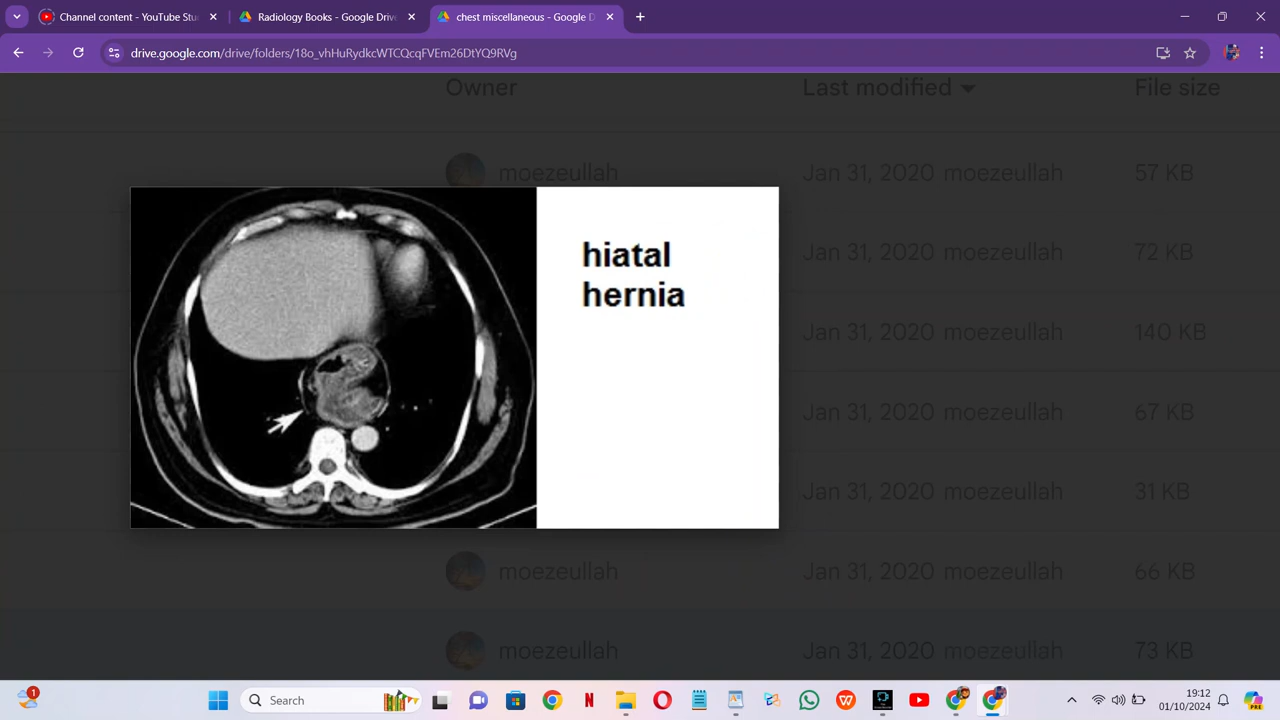 Channel content - YouTube Stu
Radiology Books - Google Drive
chest miscellaneous - Google D
drive.google.com/drive/folders/18o_vhHuRydkcWTCQcqFVEm26DtYQ9RVg
Owner
Last modified
File size
moezeullah
Jan 31, 2020 moezeullah
57 KB
Jan 31, 2020 moezeullah
72 KB
Jan 31, 2020 moezeullah
140 KB
Jan 31, 2020 moezeullah
67 KB
Jan 31, 2020 moezeullah
31 KB
moezeullah
Jan 31, 2020 moezeullah
66 KB
moezeullah
Jan 31, 2020 moezeullah
73 KB
hiatal
hernia
1
Search
19:12
01/10/2024
PRE